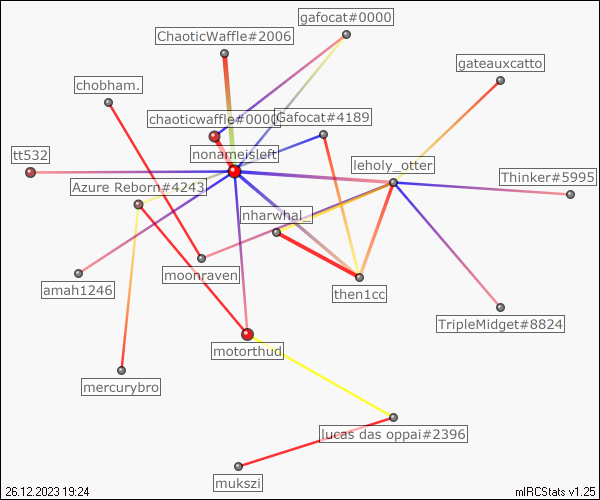 gafocat#0000
ChaoticWaffle#2006
gateauxcatto
chobham.
chaoticwaffle#0000
Gafocat#4189
nonameisleft
tt532
leholy_otter
Thinker#5995
Azure Reborn#4243
nharwhal_
moonraven
amah1246
then1cc
TripleMidget#8824
motorthud
mercurybro
lucas das oppai#2396
mukszi
26.12.2023 19:24
mIRCStats v1.25